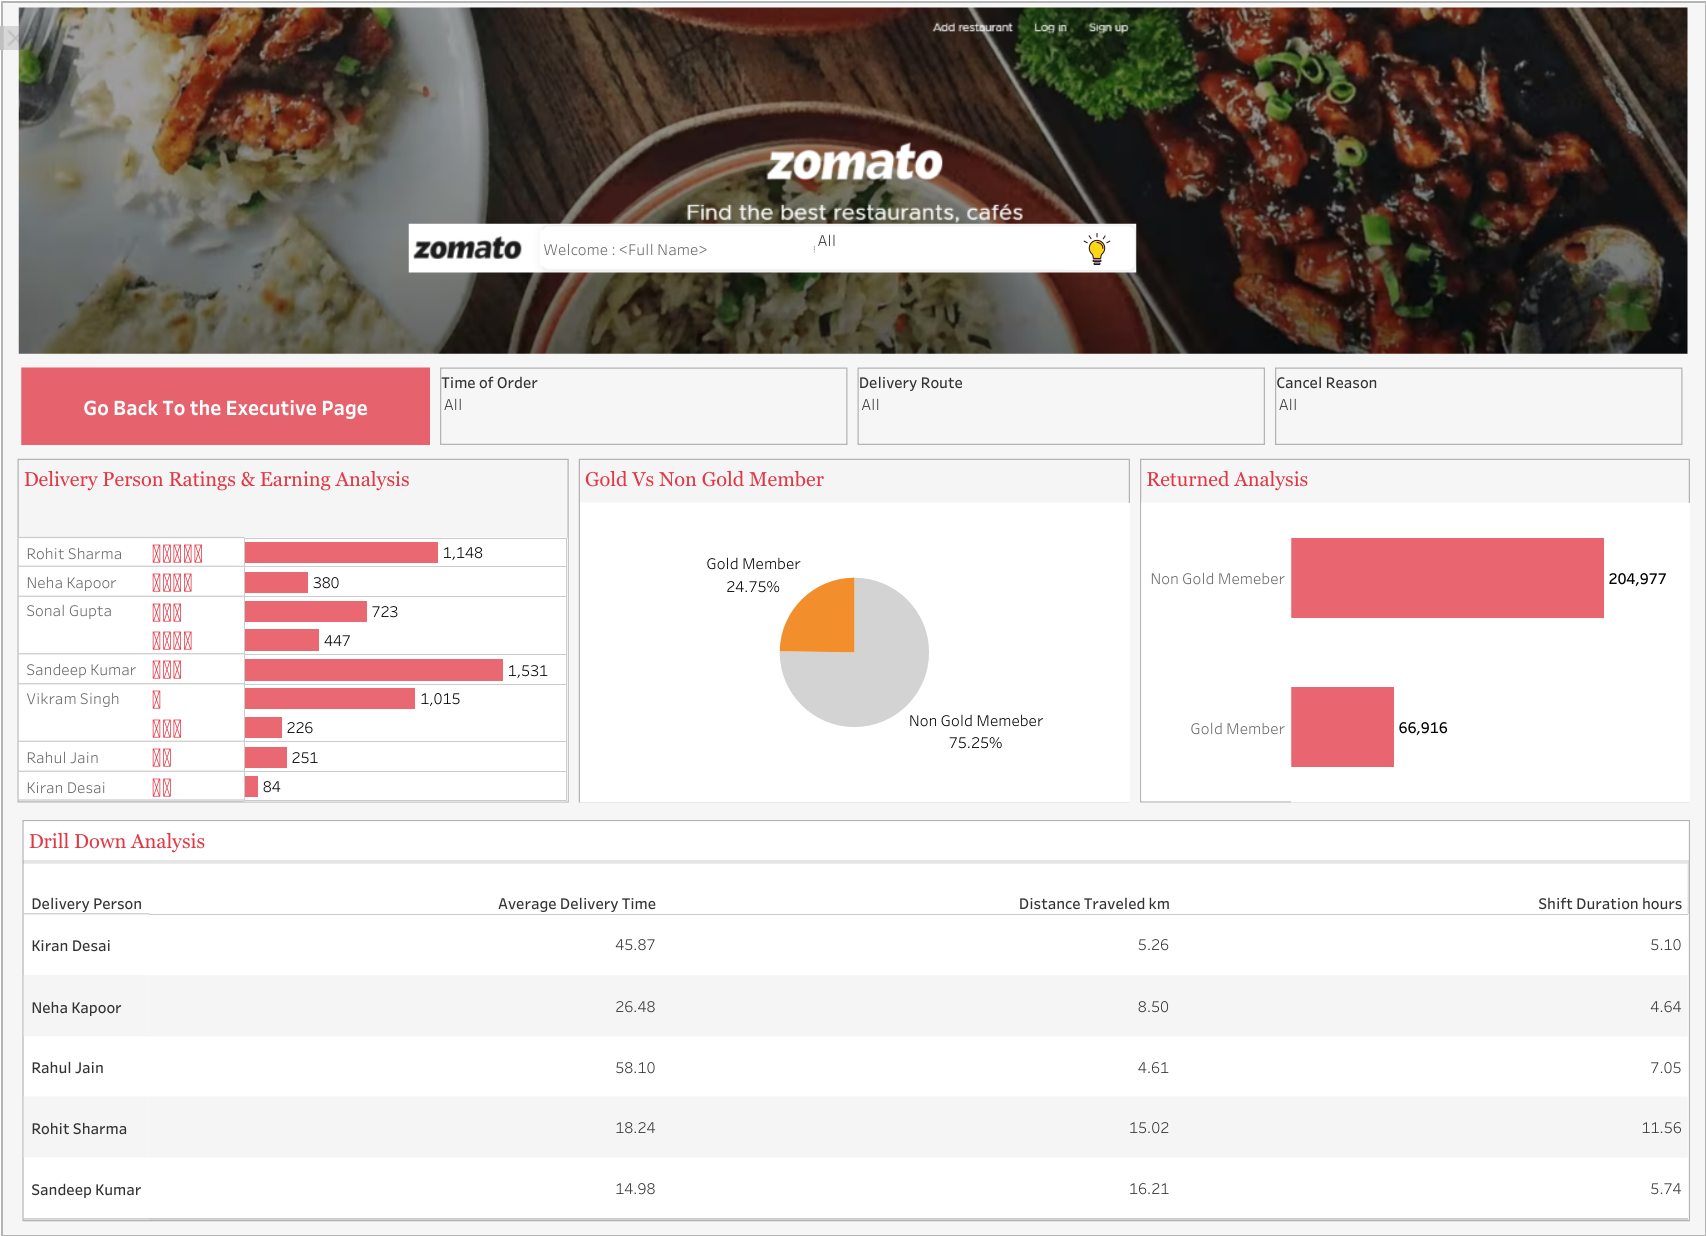 Add restaurant Log in Sign up
zomato
Find the best restaurants, cafés
zomato Welcome : <Full Name> All
Go Back To the Executive Page
Time of Order
All
Delivery Route
All
Cancel Reason
All
Delivery Person Ratings & Earning Analysis
Rohit Sharma 1,148
Neha Kapoor 380
Sonal Gupta 723
447
Sandeep Kumar 1,531
Vikram Singh 1,015
226
Rahul Jain 251
Kiran Desai 84
Gold Vs Non Gold Member
Gold Member
24.75%
Non Gold Memeber
75.25%
Returned Analysis
Non Gold Memeber 204,977
Gold Member 66,916
Drill Down Analysis
Delivery Person Average Delivery Time Distance Traveled km Shift Duration hours
Kiran Desai 45.87 5.26 5.10
Neha Kapoor 26.48 8.50 4.64
Rahul Jain 58.10 4.61 7.05
Rohit Sharma 18.24 15.02 11.56
Sandeep Kumar 14.98 16.21 5.74